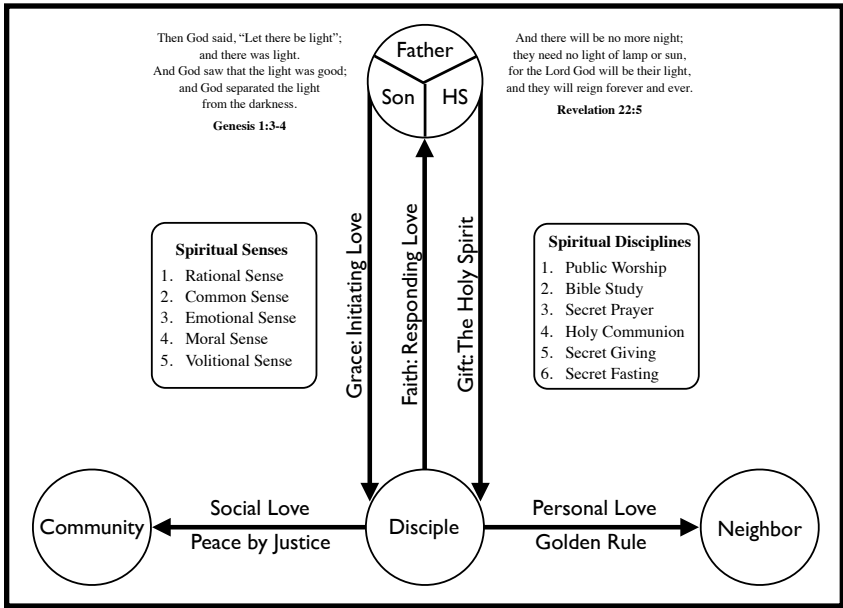 Then God said, “Let there be light”;
and there was light.
And God saw that the light was good;
and God separated the light
from the darkness.
Genesis 1:3-4
Father
Son
HS
And there will be no more night;
they need no light of lamp or sun,
for the Lord God will be their light,
and they will reign forever and ever.
Revelation 22:5
Spiritual Senses
1. Rational Sense
2. Common Sense
3. Emotional Sense
4. Moral Sense
5. Volitional Sense
Grace: Initiating Love
Faith: Responding Love
Gift: The Holy Spirit
Spiritual Disciplines
1. Public Worship
2. Bible Study
3. Secret Prayer
4. Holy Communion
5. Secret Giving
6. Secret Fasting
Community
Social Love
Peace by Justice
Disciple
Personal Love
Golden Rule
Neighbor